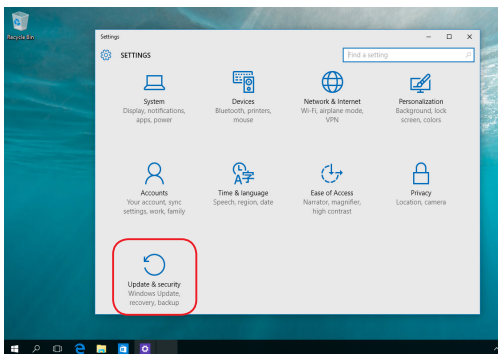 Recycle Bin
Settings
SETTINGS
Find a setting
System
Display, notifications,
apps, power
Devices
Bluetooth, printers,
mouse
Network & Internet
Wi-Fi, airplane mode,
VPN
Personalization
Background, lock
screen, colors
Accounts
Your account, sync
settings, work, family
Time & language
Speech, region, date
Ease of Access
Narrator, magnifier,
high contrast
Privacy
Location, camera
Update & security
Windows Update,
recovery, backup